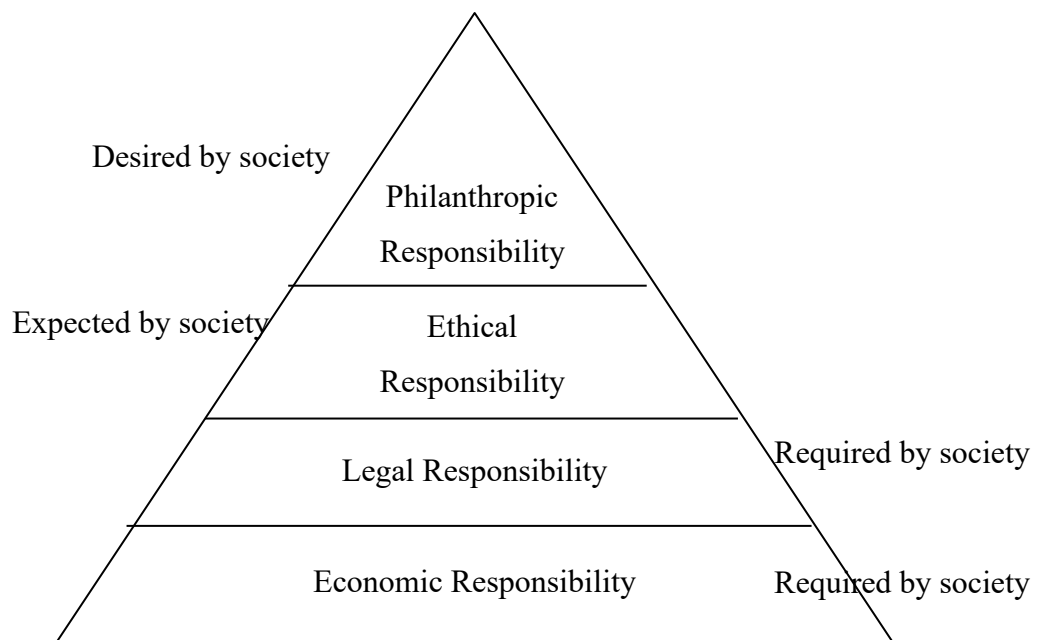 Desired by society
Philanthropic
Responsibility
Expected by society
Ethical
Responsibility
Required by society
Legal Responsibility
Economic Responsibility
Required by society